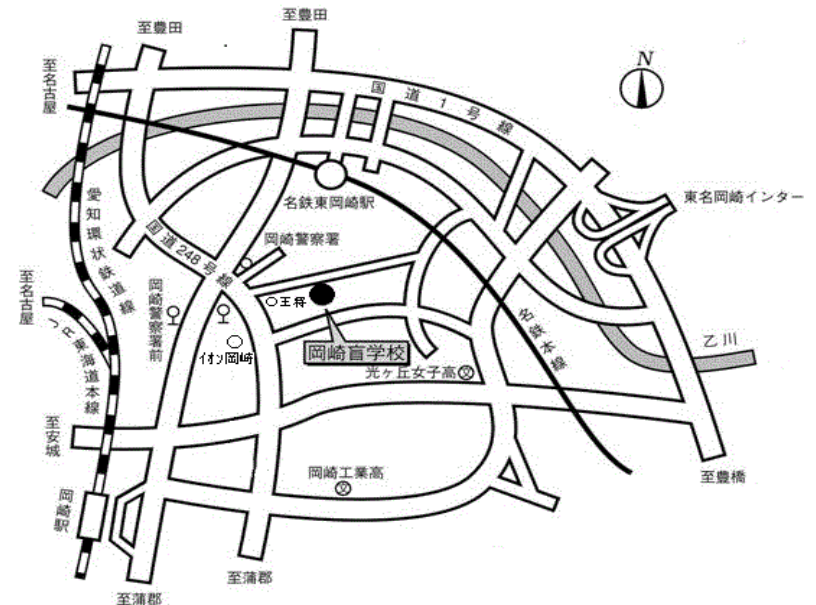 至豊田
至豊田
至名古屋
国道1号線
N
東名岡崎インター
名鉄東岡崎駅
愛知環状鉄道線
国道248号線
岡崎警察署
至名古屋
岡崎警察署前
王将
名鉄本線
JR東海道本線
イオン岡崎
岡崎盲学校
乙川
光ヶ丘女子高
文
至安城
岡崎工業高
文
至豊橋
岡崎駅
至蒲郡
至蒲郡